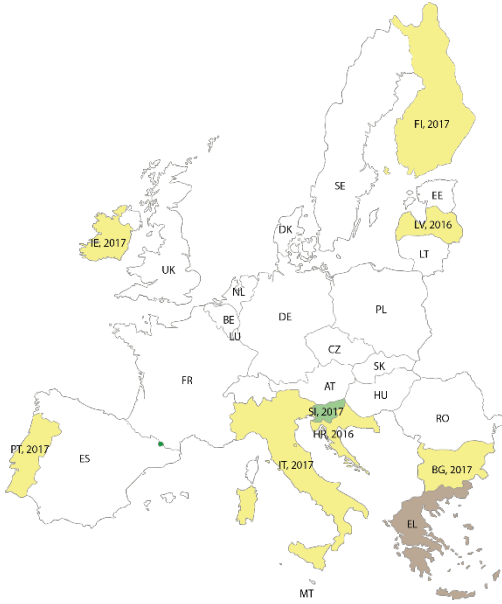 FI, 2017
SE
EE
LV, 2016
DK
IE, 2017
LT
UK
NL
PL
DE
BE
LU
CZ
SK
FR
AT
HU
SI, 2017
RO
HR, 2016
PT, 2017
ES
IT, 2017
BG, 2017
EL
MT